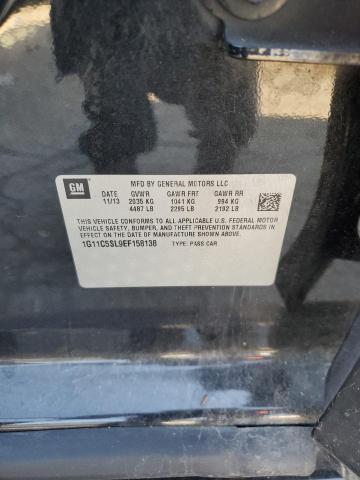 GM
MFD BY GENERAL MOTORS LLC
DATE GVWR GAWR FRT GAWR RR
11/13 2035 KG 1041 KG 994 KG
4487 LB 2295 LB 2192 LB
THIS VEHICLE CONFORMS TO ALL APPLICABLE U.S. FEDERAL MOTOR
VEHICLE SAFETY, BUMPER, AND THEFT PREVENTION STANDARDS IN
EFFECT ON THE DATE OF MANUFACTURE SHOWN ABOVE.
1G11C5SL9EF158138 TYPE: PASS CAR